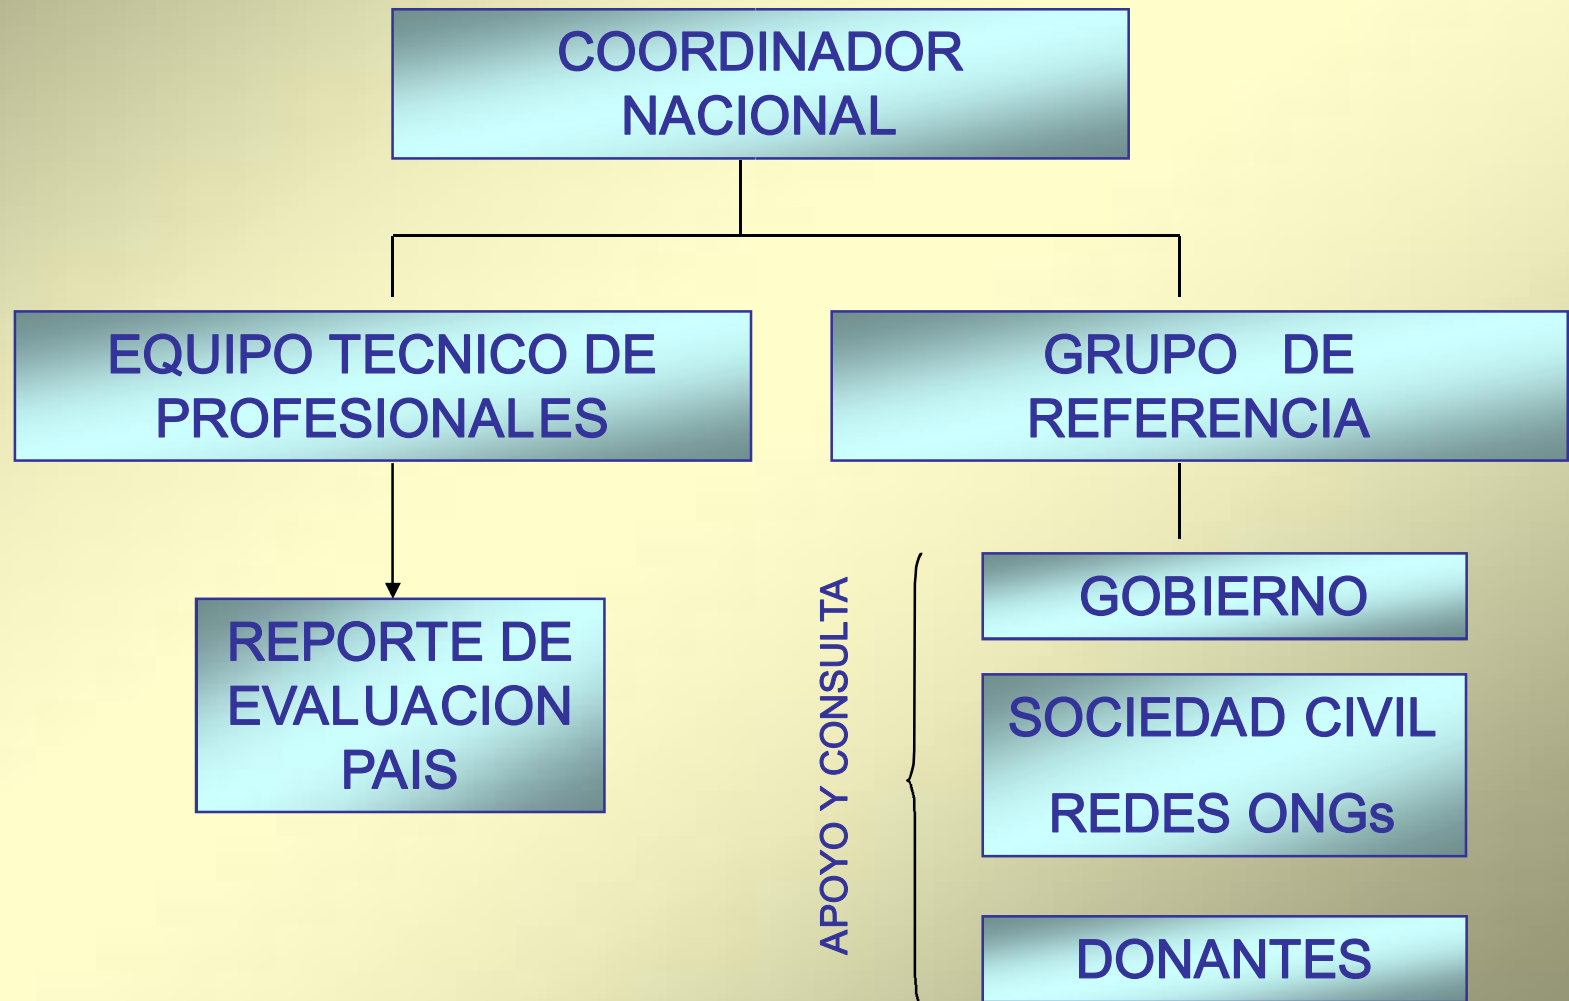 COORDINADOR
NACIONAL
EQUIPO TECNICO DE
PROFESIONALES
GRUPO DE
REFERENCIA
REPORTE DE
EVALUACION
PAIS
APOYO Y CONSULTA
GOBIERNO
SOCIEDAD CIVIL
REDES ONGs
DONANTES